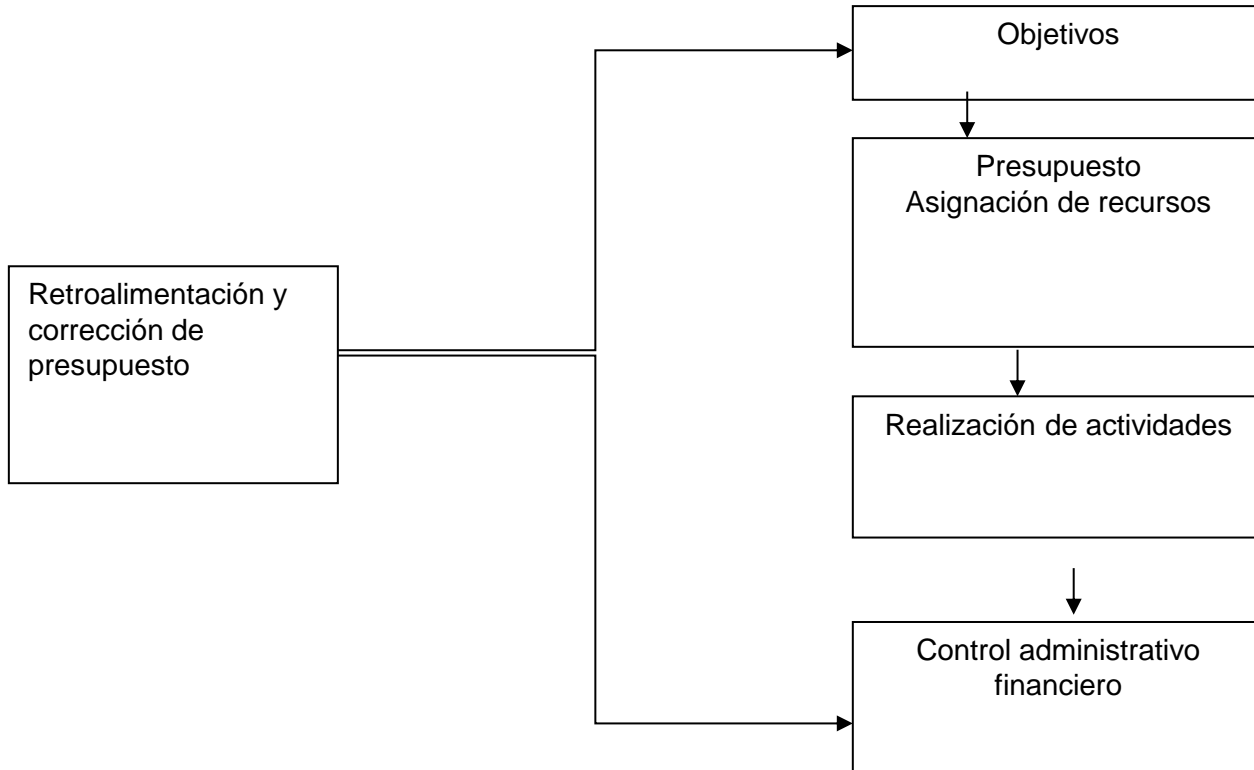 Objetivos
Presupuesto
Asignación de recursos
Retroalimentación y
corrección de
presupuesto
Realización de actividades
Control administrativo
financiero